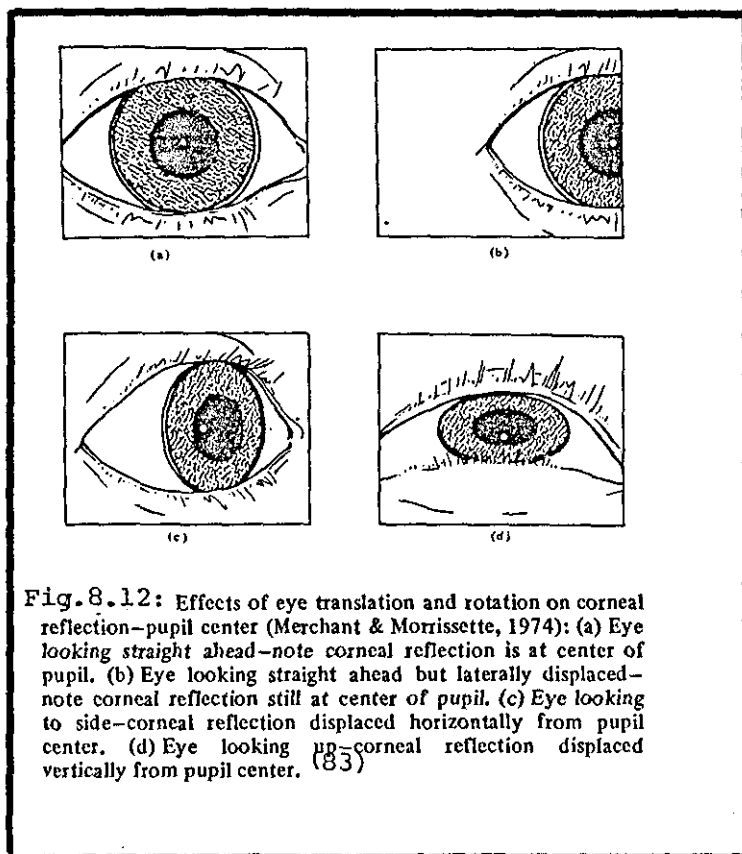 (a)
(b)
(c)
(d)
Fig.8.12: Effects of eye translation and rotation on corneal
reflection–pupil center (Merchant & Morrissette, 1974): (a) Eye
looking straight ahead–note corneal reflection is at center of
pupil. (b) Eye looking straight ahead but laterally displaced–
note corneal reflection still at center of pupil. (c) Eye looking
to side–corneal reflection displaced horizontally from pupil
center. (d) Eye looking up–corneal reflection displaced
vertically from pupil center. (83)